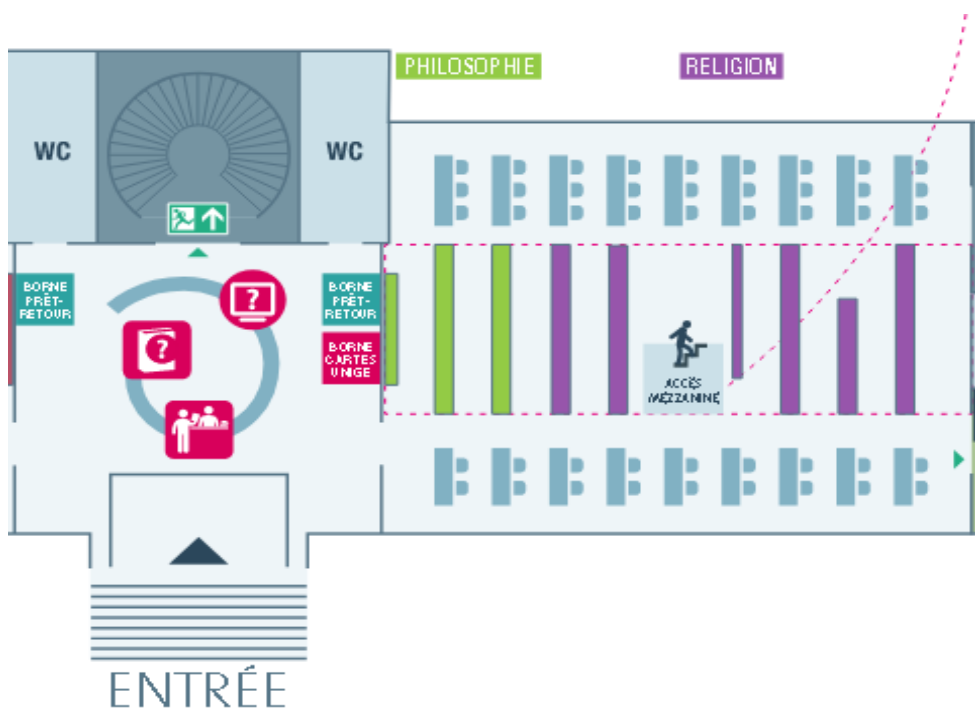 PHILOSOPHIE
RELIGION
WC
WC
BORNE
PRÊT-
RETOUR
?
?
BORNE
PRÊT-
RETOUR
BORNE
CARTES
UNIGE
ACCÈS
MEZZANINE
ENTRÉE